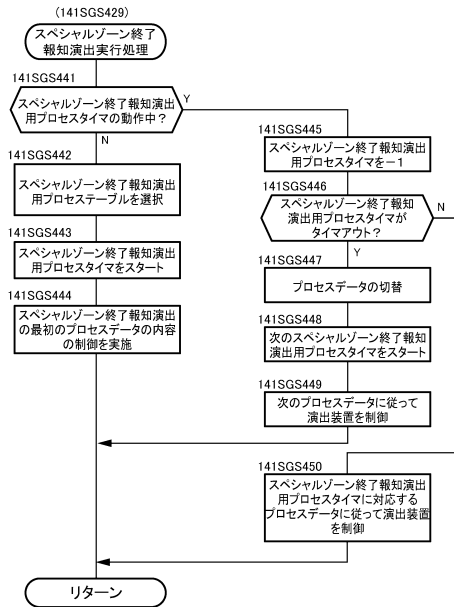 (141SGS429)
スペシャルゾーン終了
報知演出実行処理
141SGS441
スペシャルゾーン終了報知演出
用プロセスタイマの動作中?
Y
N
141SGS442
スペシャルゾーン終了報知演出
用プロセステーブルを選択
141SGS443
スペシャルゾーン終了報知演出
用プロセスタイマをスタート
141SGS444
スペシャルゾーン終了報知演出
の最初のプロセスデータの内容
の制御を実施
141SGS445
スペシャルゾーン終了報知演出
用プロセスタイマを－1
141SGS446
スペシャルゾーン終了報知
演出用プロセスタイマが
タイマアウト?
N
Y
141SGS447
プロセスデータの切替
141SGS448
次のスペシャルゾーン終了報知
演出用プロセスタイマをスタート
141SGS449
次のプロセスデータに従って
演出装置を制御
141SGS450
スペシャルゾーン終了報知演出
用プロセスタイマに対応する
プロセスデータに従って演出装置
を制御
リターン